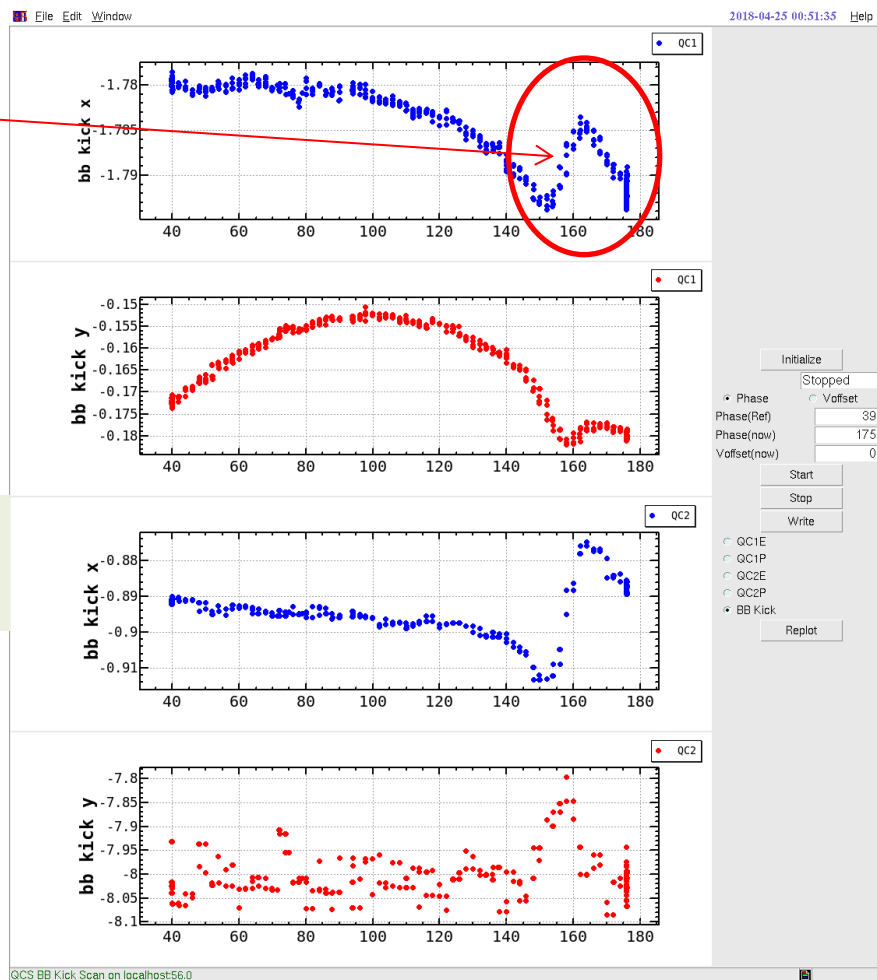 File Edit Window 2018-04-25 00:51:35 Help
QC1
bb kick x
-1.78
-1.785
-1.79
40 60 80 100 120 140 160 180
QC1
bb kick y
-0.15
-0.155
-0.16
-0.165
-0.17
-0.175
-0.18
40 60 80 100 120 140 160 180
QC2
bb kick x
-0.88
-0.89
-0.9
-0.91
40 60 80 100 120 140 160 180
QC2
bb kick y
-7.8
-7.85
-7.9
-7.95
-8
-8.05
-8.1
40 60 80 100 120 140 160 180
Initialize
Stopped
Phase Voffset
Phase(Ref) 39
Phase(now) 175
Voffset(now) 0
Start
Stop
Write
QC1E
QC1P
QC2E
QC2P
BB Kick
Replot
QCS BB Kick Scan on localhost:56.0